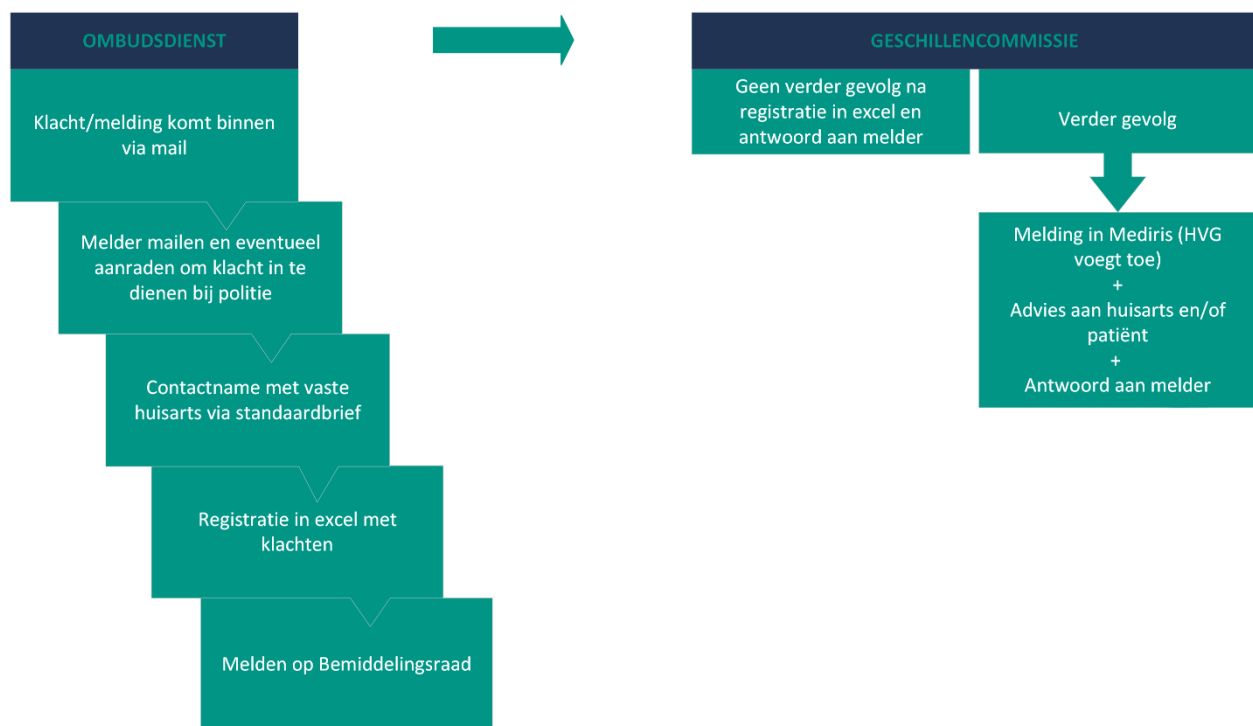 OMBUDSDIENST
Klacht/melding komt binnen
via mail
Melder mailen en eventueel
aanraden om klacht in te
dienen bij politie
Contactname met vaste
huisarts via standaardbrief
Registratie in excel met
klachten
Melden op Bemiddelingsraad
GESCHILLENCOMMISSIE
Geen verder gevolg na
registratie in excel en
antwoord aan melder
Verder gevolg
Melding in Mediris (HVG
voegt toe)
+
Advies aan huisarts en/of
patiënt
+
Antwoord aan melder